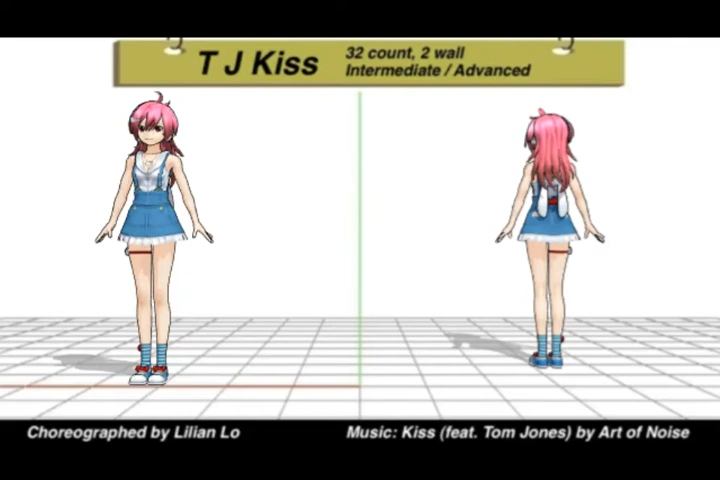 T J Kiss
32 count, 2 wall
Intermediate / Advanced
Choreographed by Lilian Lo
Music: Kiss (feat. Tom Jones) by Art of Noise